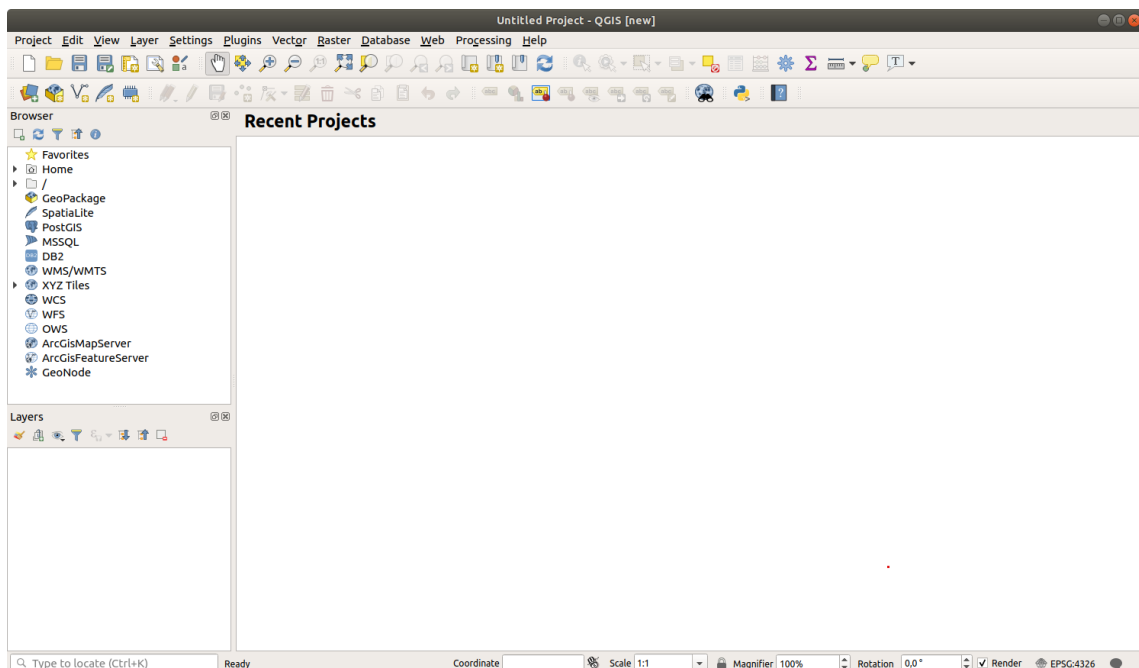 Untitled Project - QGIS [new]
Project Edit View Layer Settings Plugins Vector Raster Database Web Processing Help
Browser
Recent Projects
Favorites
Home
/
GeoPackage
SpatiaLite
PostGIS
MSSQL
DB2
WMS/WMTS
XYZ Tiles
WCS
WFS
OWS
ArcGisMapServer
ArcGisFeatureServer
GeoNode
Layers
Type to locate (Ctrl+K) Ready Coordinate Scale 1:1 Magnifier 100% Rotation 0,0 ° Render EPSG:4326